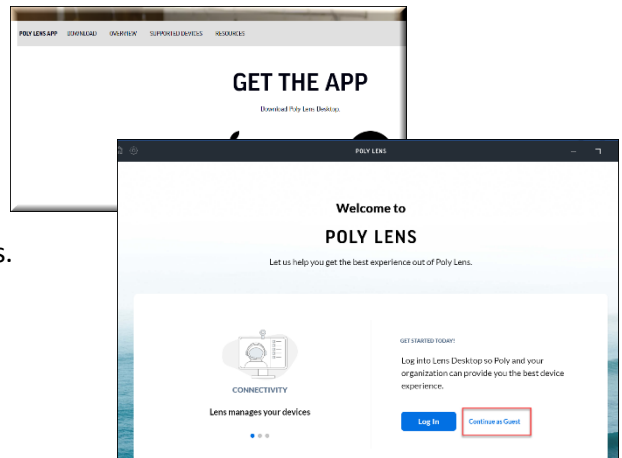 POLY LENS APP DOWNLOAD OVERVIEW SUPPORTED DEVICES RESOURCES
GET THE APP
Download Poly Lens Desktop.
s.
POLY LENS
Welcome to
POLY LENS
Let us help you get the best experience out of Poly Lens.
CONNECTIVITY
Lens manages your devices
GET STARTED TODAY!
Log into Lens Desktop so Poly and your
organization can provide you the best device
experience.
Log In Continue as Guest